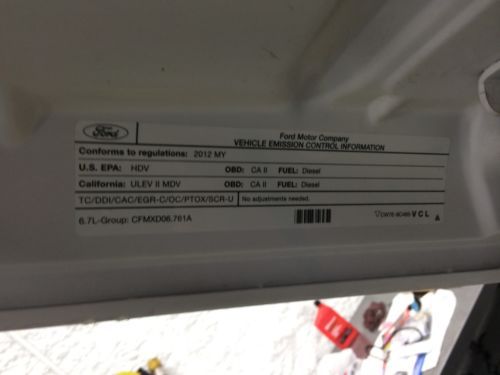 Ford
Ford Motor Company
VEHICLE EMISSION CONTROL INFORMATION
Conforms to regulations: 2012 MY
U.S. EPA: HDV OBD: CA II FUEL: Diesel
California: ULEV II MDV OBD: CA II FUEL: Diesel
TC/DDI/CAC/EGR-C/OC/PTOX/SCR-U No adjustments needed.
6.7L-Group: CFMXD06.761A VCL